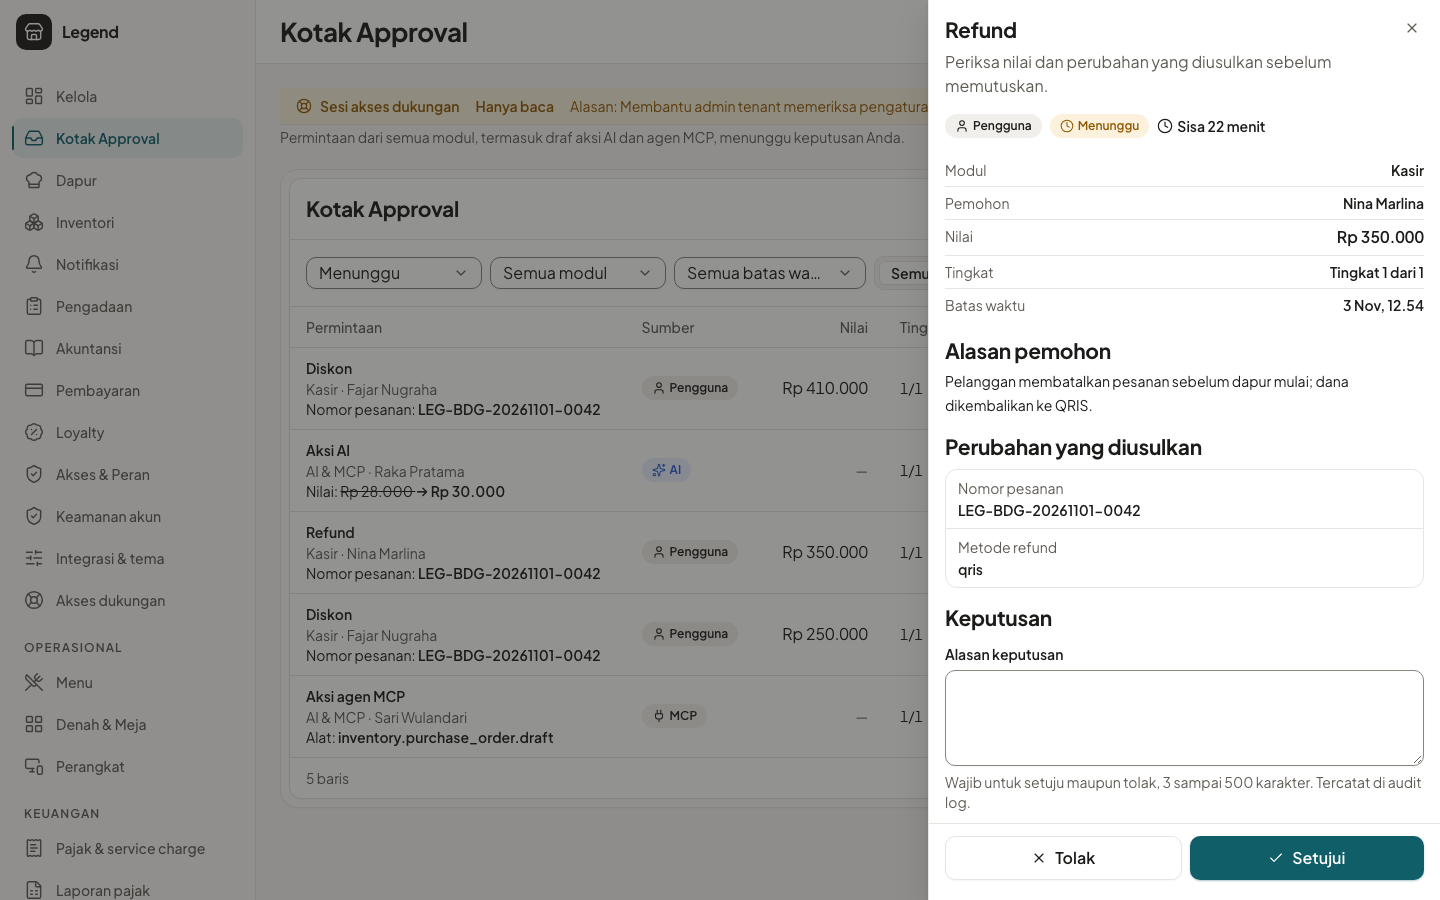 Legend
Kelola
Kotak Approval
Dapur
Inventori
Notifikasi
Pengadaan
Akuntansi
Pembayaran
Loyalty
Akses & Peran
Keamanan akun
Integrasi & tema
Akses dukungan
OPERASIONAL
Menu
Denah & Meja
Perangkat
KEUANGAN
Pajak & service charge
Laporan pajak
Kotak Approval
Sesi akses dukungan Hanya baca Alasan: Membantu admin tenant memeriksa pengatura
Permintaan dari semua modul, termasuk draf aksi AI dan agen MCP, menunggu keputusan Anda.
Kotak Approval
Menunggu Semua modul Semua batas wa... Semu
Permintaan Sumber Nilai Ting
Diskon
Kasir · Fajar Nugraha
Nomor pesanan: LEG-BDG-20261101-0042
Pengguna Rp 410.000 1/1
Aksi AI
AI & MCP · Raka Pratama
Nilai: Rp 28.000 → Rp 30.000
AI — 1/1
Refund
Kasir · Nina Marlina
Nomor pesanan: LEG-BDG-20261101-0042
Pengguna Rp 350.000 1/1
Diskon
Kasir · Fajar Nugraha
Nomor pesanan: LEG-BDG-20261101-0042
Pengguna Rp 250.000 1/1
Aksi agen MCP
AI & MCP · Sari Wulandari
Alat: inventory.purchase_order.draft
MCP — 1/1
5 baris
Refund
Periksa nilai dan perubahan yang diusulkan sebelum
memutuskan.
Pengguna Menunggu Sisa 22 menit
Modul Kasir
Pemohon Nina Marlina
Nilai Rp 350.000
Tingkat Tingkat 1 dari 1
Batas waktu 3 Nov, 12.54
Alasan pemohon
Pelanggan membatalkan pesanan sebelum dapur mulai; dana
dikembalikan ke QRIS.
Perubahan yang diusulkan
Nomor pesanan
LEG-BDG-20261101-0042
Metode refund
qris
Keputusan
Alasan keputusan
Wajib untuk setuju maupun tolak, 3 sampai 500 karakter. Tercatat di audit
log.
Tolak Setujui